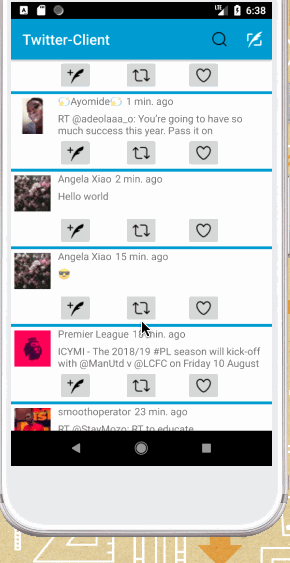 6:38
Twitter-Client
💫Ayomide💫 1 min. ago
RT @adeolaaa_o: You're going to have so
much success this year. Pass it on
Angela Xiao 2 min. ago
Hello world
Angela Xiao 15 min. ago
😎
Premier League 18 min. ago
ICYMI - The 2018/19 #PL season will kick-off
with @ManUtd v @LCFC on Friday 10 August
smoothoperator 23 min. ago
RT @StayMozo: RT to educate